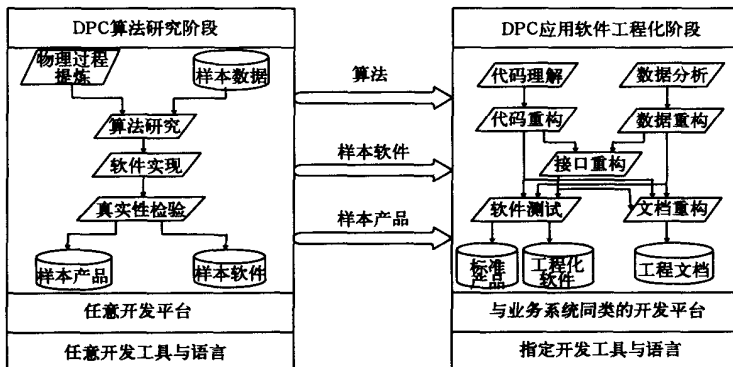 DPC算法研究阶段
物理过程
提炼
样本数据
算法研究
软件实现
真实性检验
样本产品
样本软件
任意开发平台
任意开发工具与语言
算法
样本软件
样本产品
DPC应用软件工程化阶段
代码理解
数据分析
代码重构
数据重构
接口重构
软件测试
文档重构
标准
产品
工程化
软件
工程文档
与业务系统同类的开发平台
指定开发工具与语言